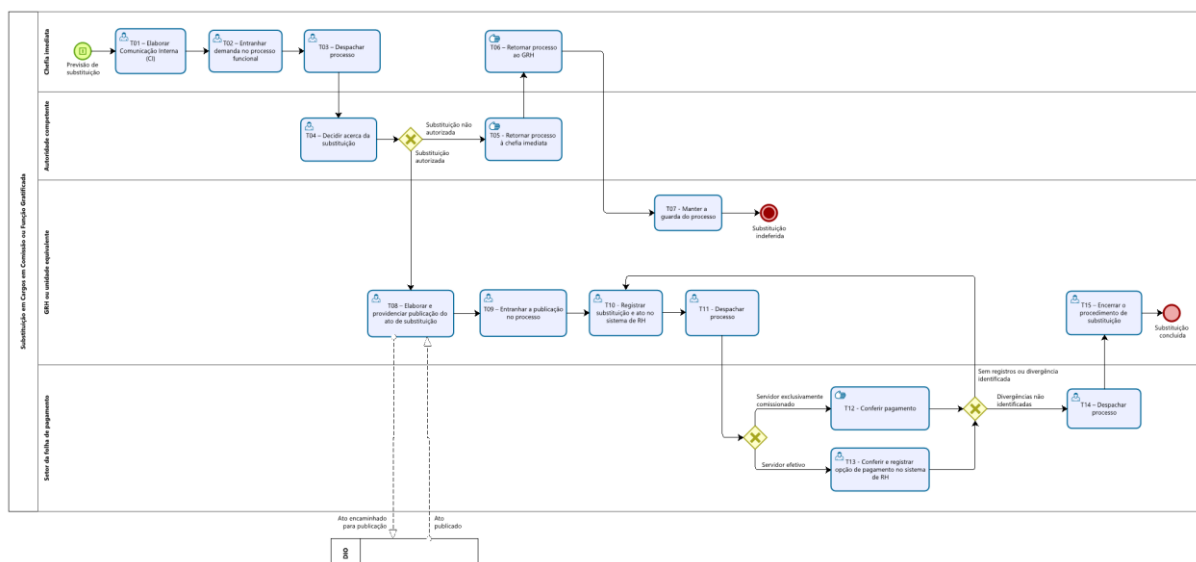 Substituição em Cargos em Comissão ou Função Gratificada
Chefia imediata
Previsão de
substituição
T01 – Elaborar
Comunicação Interna
(CI)
T02 – Entranhar
demanda no processo
funcional
T03 – Despachar
processo
T06 – Retornar processo
ao GRH
Autoridade competente
T04 – Decidir acerca da
substituição
Substituição não
autorizada
Substituição
autorizada
T05 – Retornar processo
à chefia imediata
GRH ou unidade equivalente
T07 - Manter a
guarda do processo
Substituição
indeferida
T08 – Elaborar e
providenciar publicação do
ato de substituição
T09 – Entranhar a publicação
no processo
T10 - Registrar
substituição e ato no
sistema de RH
T11 - Despachar
processo
T15 – Encerrar o
procedimento de
substituição
Substituição
concluída
Setor da folha de pagamento
Servidor exclusivamente
comissionado
Servidor efetivo
T12 - Conferir pagamento
T13 - Conferir e registrar
opção de pagamento no sistema
de RH
Sem registros ou divergência
identificada
Divergências não
identificadas
T14 – Despachar
processo
Ato encaminhado
para publicação
Ato
publicado
DIO